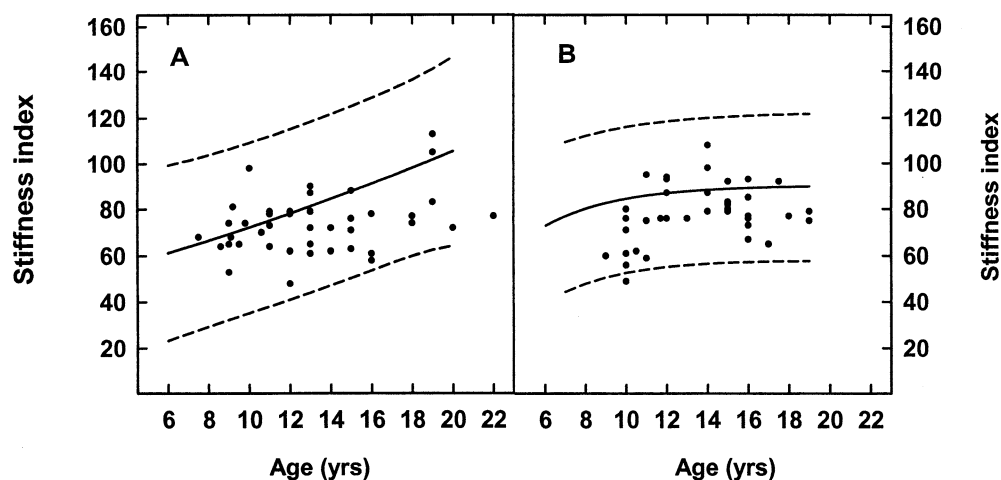 160 A B 160
140 140
120 120
100 100
80 80
60 60
40 40
20 20
Stiffness index
Stiffness index
6 8 10 12 14 16 18 20 22 6 8 10 12 14 16 18 20 22
Age (yrs) Age (yrs)